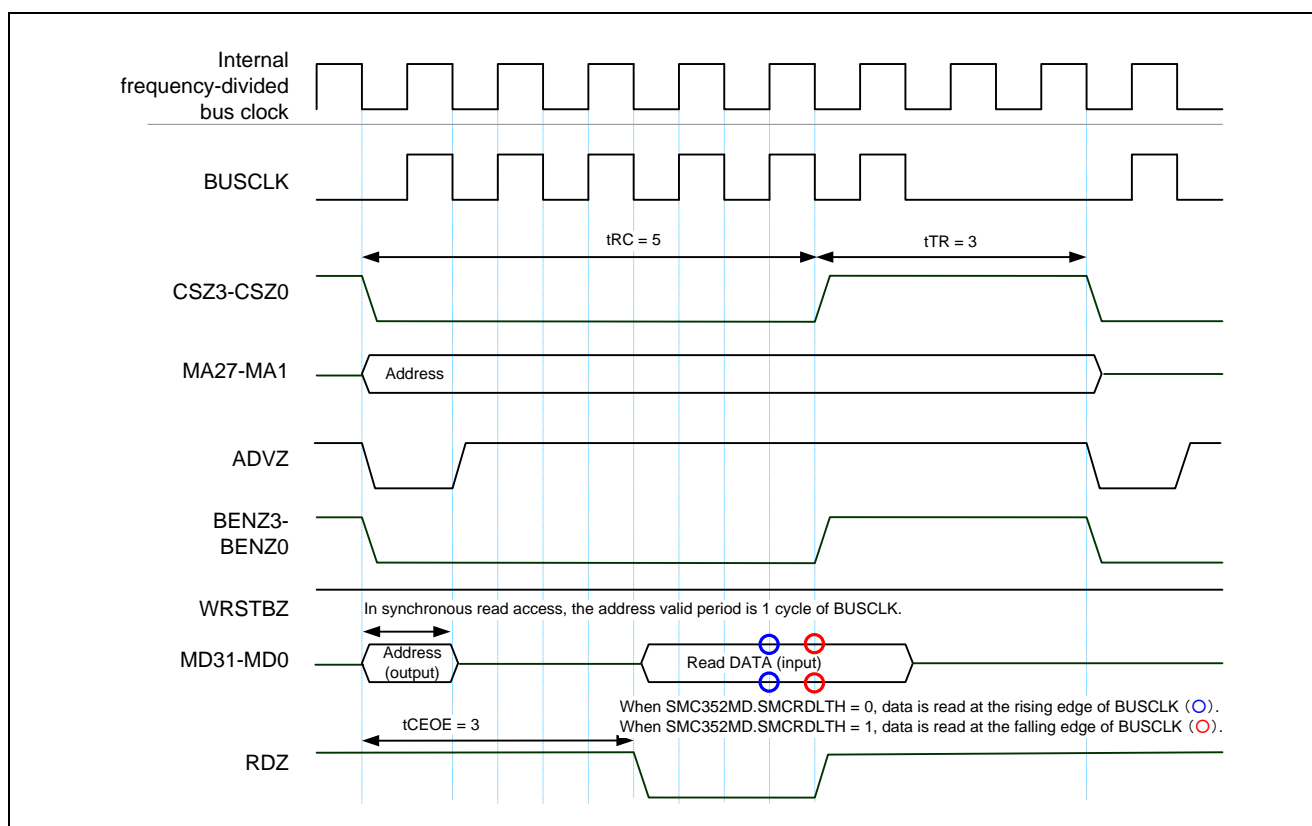 Internal
frequency-divided
bus clock
BUSCLK
tRC = 5
tTR = 3
CSZ3-CSZ0
MA27-MA1
Address
ADVZ
BENZ3-
BENZ0
WRSTBZ
In synchronous read access, the address valid period is 1 cycle of BUSCLK.
MD31-MD0
Address
(output)
Read DATA (input)
When SMC352MD.SMCRDLTH = 0, data is read at the rising edge of BUSCLK (○).
When SMC352MD.SMCRDLTH = 1, data is read at the falling edge of BUSCLK (○).
tCEOE = 3
RDZ